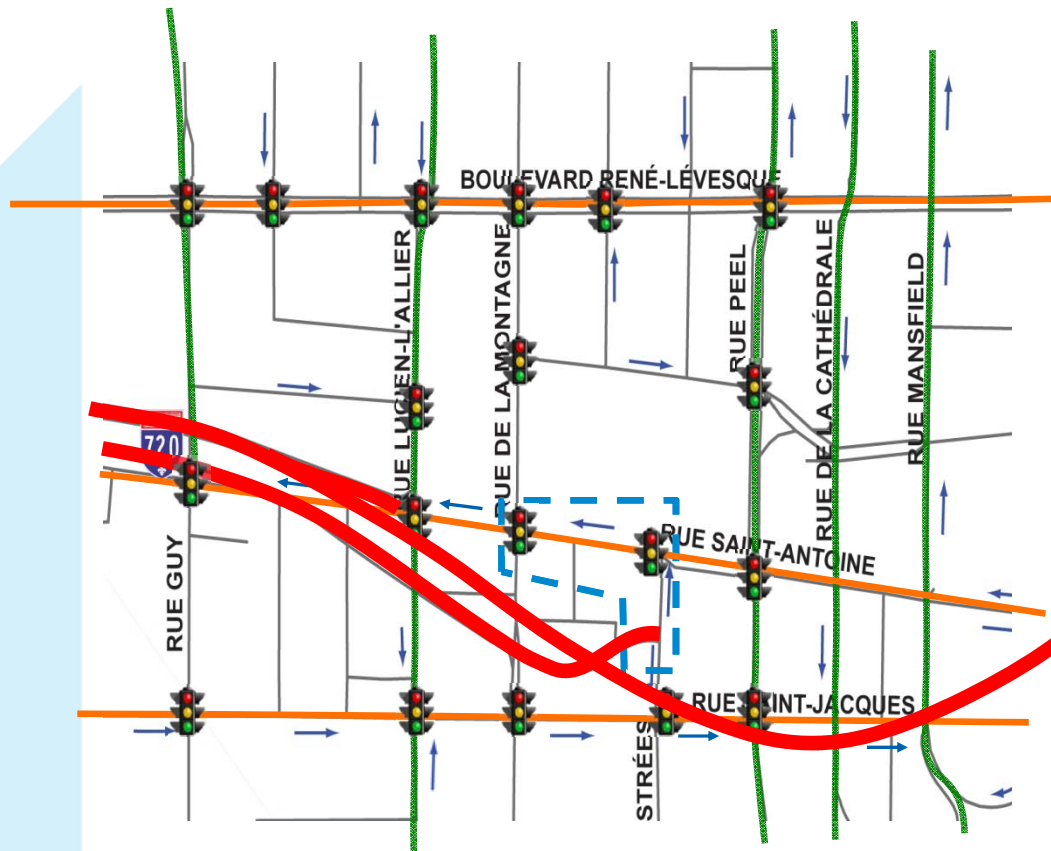 BOULEVARD RENÉ-LÉVESQUE
RUE LUCIEN-L'ALLIER
RUE DE LA MONTAGNE
RUE PEEL
RUE DE LA CATHÉDRALE
RUE MANSFIELD
720
RUE GUY
RUE SAINT-ANTOINE
RUE SAINT-JACQUES
STRÉES